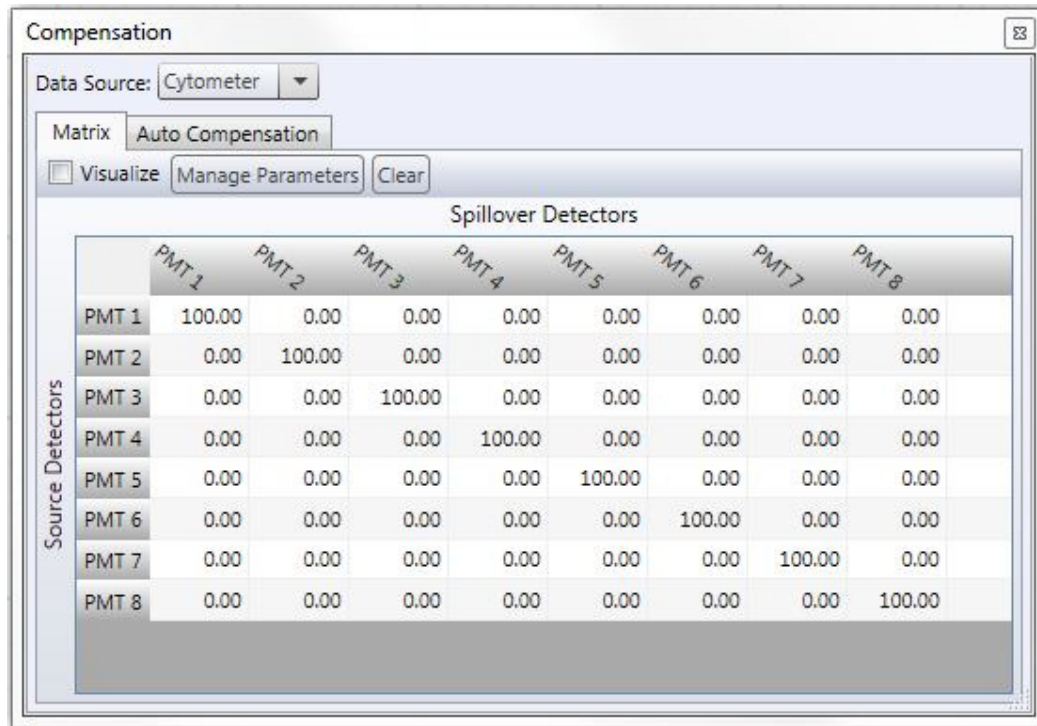 Compensation
Data Source: Cytometer
Matrix Auto Compensation
Visualize Manage Parameters Clear
Spillover Detectors
PMT 1 PMT 2 PMT 3 PMT 4 PMT 5 PMT 6 PMT 7 PMT 8
Source Detectors
PMT 1 100.00 0.00 0.00 0.00 0.00 0.00 0.00 0.00
PMT 2 0.00 100.00 0.00 0.00 0.00 0.00 0.00 0.00
PMT 3 0.00 0.00 100.00 0.00 0.00 0.00 0.00 0.00
PMT 4 0.00 0.00 0.00 100.00 0.00 0.00 0.00 0.00
PMT 5 0.00 0.00 0.00 0.00 100.00 0.00 0.00 0.00
PMT 6 0.00 0.00 0.00 0.00 0.00 100.00 0.00 0.00
PMT 7 0.00 0.00 0.00 0.00 0.00 0.00 100.00 0.00
PMT 8 0.00 0.00 0.00 0.00 0.00 0.00 0.00 100.00